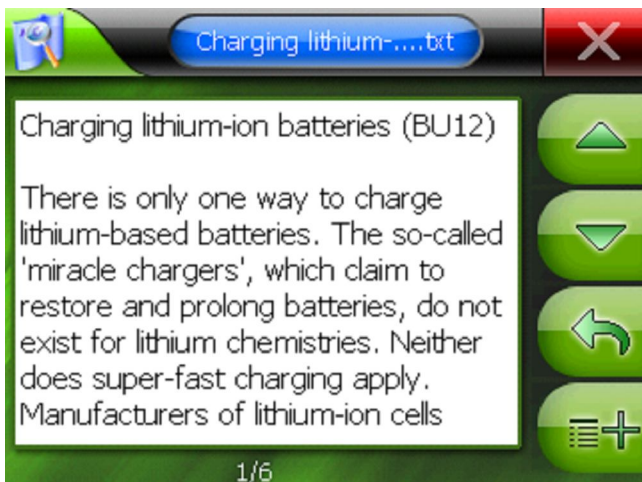 Charging lithium-....txt
Charging lithium-ion batteries (BU12)
There is only one way to charge
lithium-based batteries. The so-called
'miracle chargers', which claim to
restore and prolong batteries, do not
exist for lithium chemistries. Neither
does super-fast charging apply.
Manufacturers of lithium-ion cells
1/6